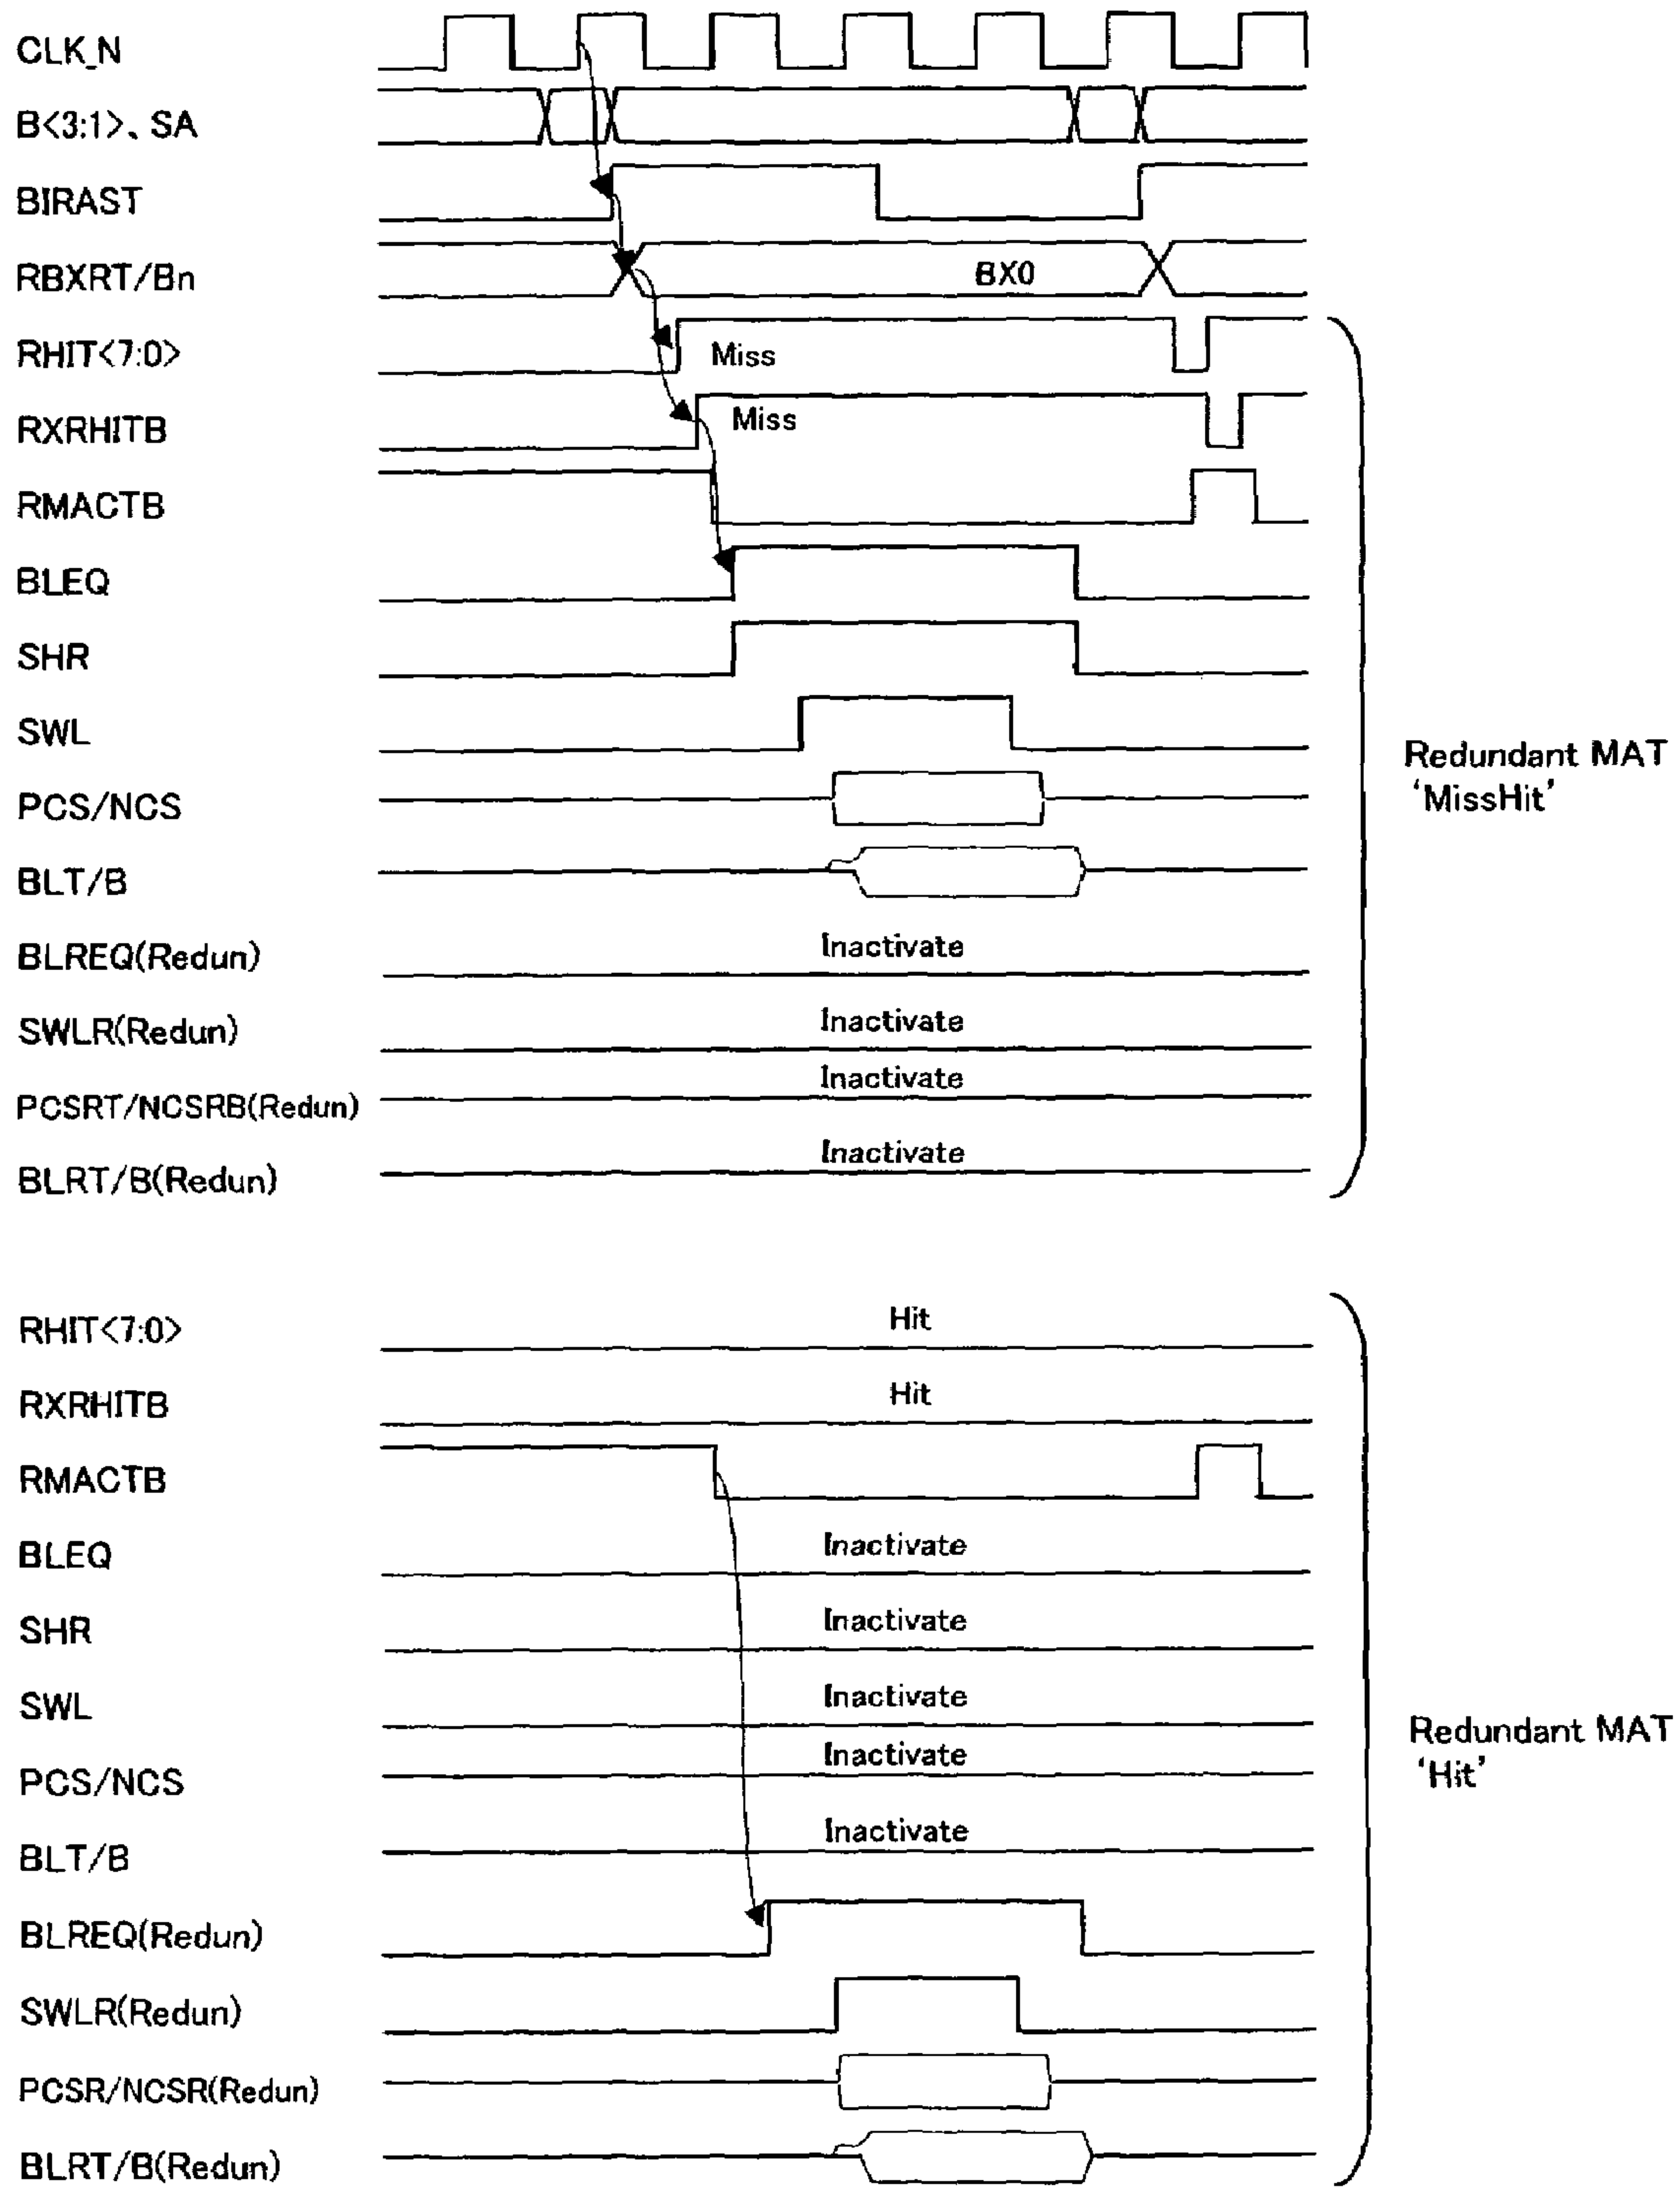 CLK_N
B<3:1>、SA
BIRAST
RBXRT/Bn
BX0
RHIT<7:0>
Miss
RXRHITB
Miss
RMACTB
BLEQ
SHR
SWL
Redundant MAT
'MissHit'
PCS/NCS
BLT/B
BLREQ(Redun)
Inactivate
SWLR(Redun)
Inactivate
PCSRT/NCSRB(Redun)
Inactivate
BLRT/B(Redun)
Inactivate
RHIT<7:0>
Hit
RXRHITB
Hit
RMACTB
BLEQ
Inactivate
SHR
Inactivate
SWL
Inactivate
Redundant MAT
'Hit'
PCS/NCS
Inactivate
BLT/B
Inactivate
BLREQ(Redun)
SWLR(Redun)
PCSR/NCSR(Redun)
BLRT/B(Redun)